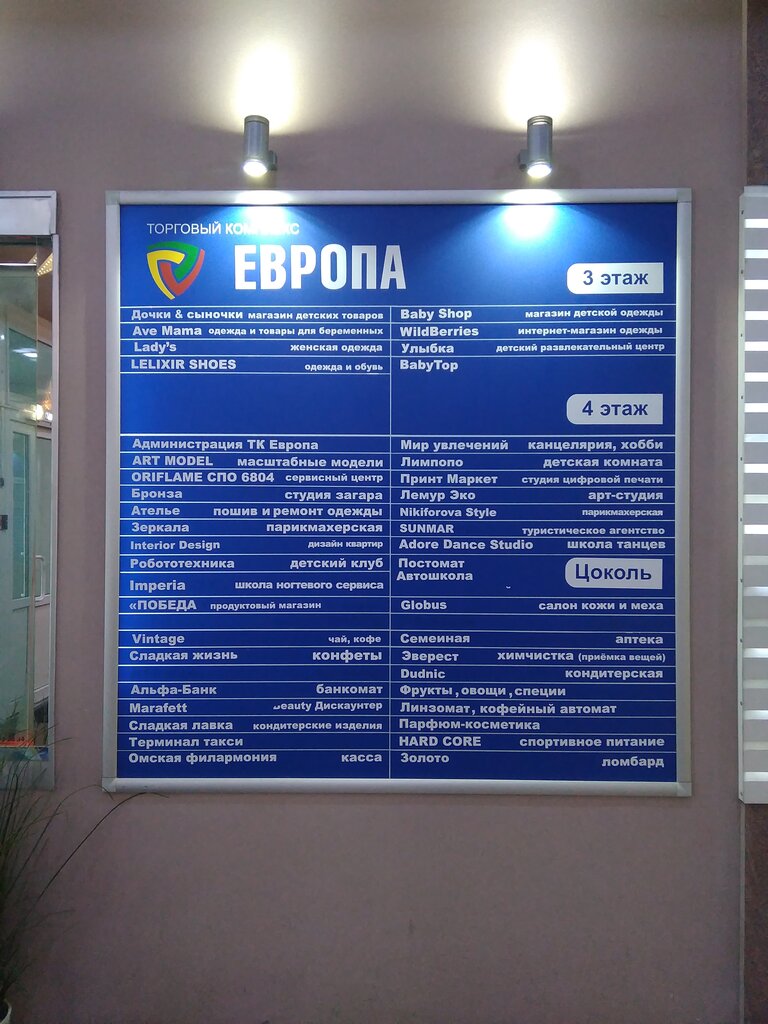 ТОРГОВЫЙ КОМПЛЕКС
ЕВРОПА
3 этаж
Дочки & сыночки магазин детских товаров
Ave Mama одежда и товары для беременных
Lady's женская одежда
LELIXIR SHOES одежда и обувь
Baby Shop магазин детской одежды
WildBerries интернет-магазин одежды
Улыбка детский развлекательный центр
BabyTop
4 этаж
Администрация ТК Европа
ART MODEL масштабные модели
ORIFLAME СПО 6804 сервисный центр
Бронза студия загара
Ателье пошив и ремонт одежды
Зеркала парикмахерская
Interior Design дизайн квартир
Робототехника детский клуб
Imperia школа ногтевого сервиса
Мир увлечений канцелярия, хобби
Лимпопо детская комната
Принт Маркет студия цифровой печати
Лемур Эко арт-студия
Nikiforova Style парикмахерская
SUNMAR туристическое агентство
Adore Dance Studio школа танцев
Постомат
Автошкола
Цоколь
«ПОБЕДА продуктовый магазин
Vintage чай, кофе
Сладкая жизнь конфеты
Альфа-Банк банкомат
Marafett Beauty Дискаунтер
Сладкая лавка кондитерские изделия
Терминал такси
Омская филармония касса
Globus салон кожи и меха
Семейная аптека
Эверест химчистка (приёмка вещей)
Dudnic кондитерская
Фрукты, овощи, специи
Линзомат, кофейный автомат
Парфюм-косметика
HARD CORE спортивное питание
Золото ломбард